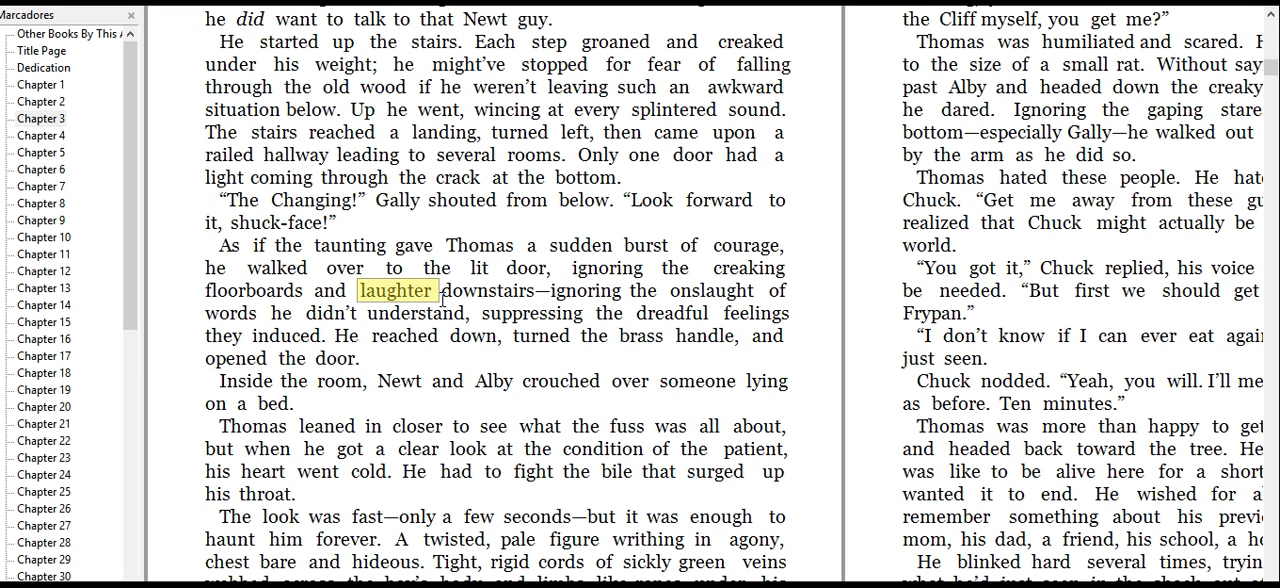 Marcadores
Other Books By This A
Title Page
Dedication
Chapter 1
Chapter 2
Chapter 3
Chapter 4
Chapter 5
Chapter 6
Chapter 7
Chapter 8
Chapter 9
Chapter 10
Chapter 11
Chapter 12
Chapter 13
Chapter 14
Chapter 15
Chapter 16
Chapter 17
Chapter 18
Chapter 19
Chapter 20
Chapter 21
Chapter 22
Chapter 23
Chapter 24
Chapter 25
Chapter 26
Chapter 27
Chapter 28
Chapter 29
Chapter 30
he did want to talk to that Newt guy.
He started up the stairs. Each step groaned and creaked
under his weight; he might’ve stopped for fear of falling
through the old wood if he weren’t leaving such an awkward
situation below. Up he went, wincing at every splintered sound.
The stairs reached a landing, turned left, then came upon a
railed hallway leading to several rooms. Only one door had a
light coming through the crack at the bottom.
“The Changing!” Gally shouted from below. “Look forward to
it, shuck-face!”
As if the taunting gave Thomas a sudden burst of courage,
he walked over to the lit door, ignoring the creaking
floorboards and laughter downstairs—ignoring the onslaught of
words he didn’t understand, suppressing the dreadful feelings
they induced. He reached down, turned the brass handle, and
opened the door.
Inside the room, Newt and Alby crouched over someone lying
on a bed.
Thomas leaned in closer to see what the fuss was all about,
but when he got a clear look at the condition of the patient,
his heart went cold. He had to fight the bile that surged up
his throat.
The look was fast—only a few seconds—but it was enough to
haunt him forever. A twisted, pale figure writhing in agony,
chest bare and hideous. Tight, rigid cords of sickly green veins
the Cliff myself, you get me?”
Thomas was humiliated and scared.
to the size of a small rat. Without say
past Alby and headed down the creaky
he dared. Ignoring the gaping stare
bottom—especially Gally—he walked out
by the arm as he did so.
Thomas hated these people. He hat
Chuck. “Get me away from these gu
realized that Chuck might actually be
world.
“You got it,” Chuck replied, his voice
be needed. “But first we should get
Frypan.”
“I don’t know if I can ever eat agai
just seen.
Chuck nodded. “Yeah, you will. I’ll me
as before. Ten minutes.”
Thomas was more than happy to get
and headed back toward the tree. He
was like to be alive here for a short
wanted it to end. He wished for a
remember something about his previ
mom, his dad, a friend, his school, a ho
He blinked hard several times, tryin